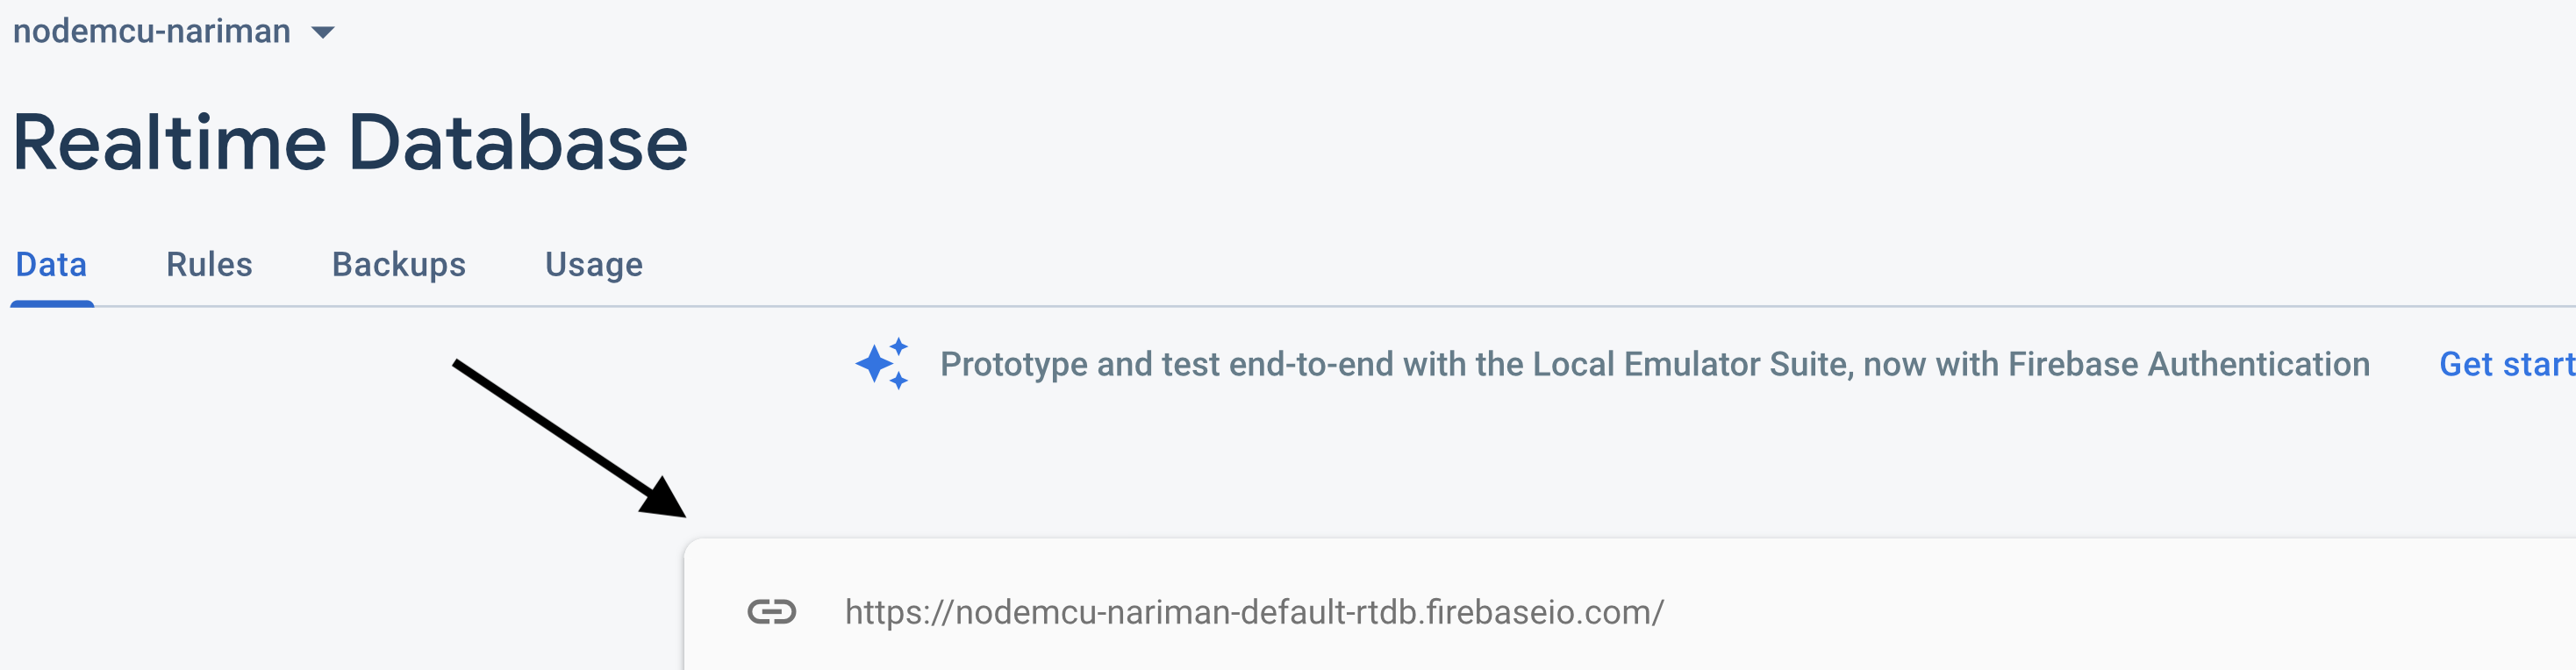 nodemcu-nariman
Realtime Database
Data Rules Backups Usage
Prototype and test end-to-end with the Local Emulator Suite, now with Firebase Authentication Get start
https://nodemcu-nariman-default-rtdb.firebaseio.com/